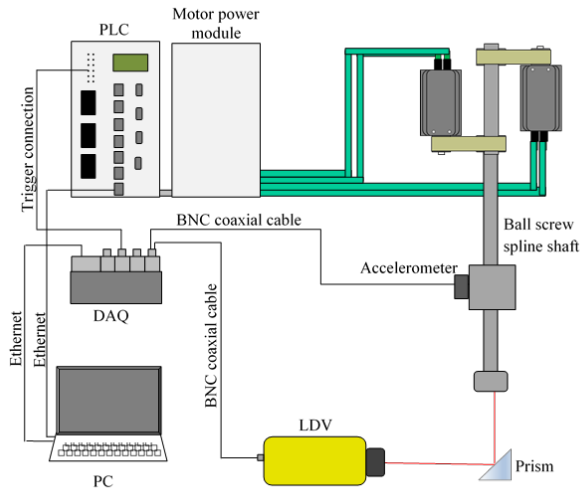 Motor power
module
PLC
Trigger connection
BNC coaxial cable
Ball screw
spline shaft
Accelerometer
DAQ
Ethernet
Ethernet
BNC coaxial cable
LDV
Prism
PC